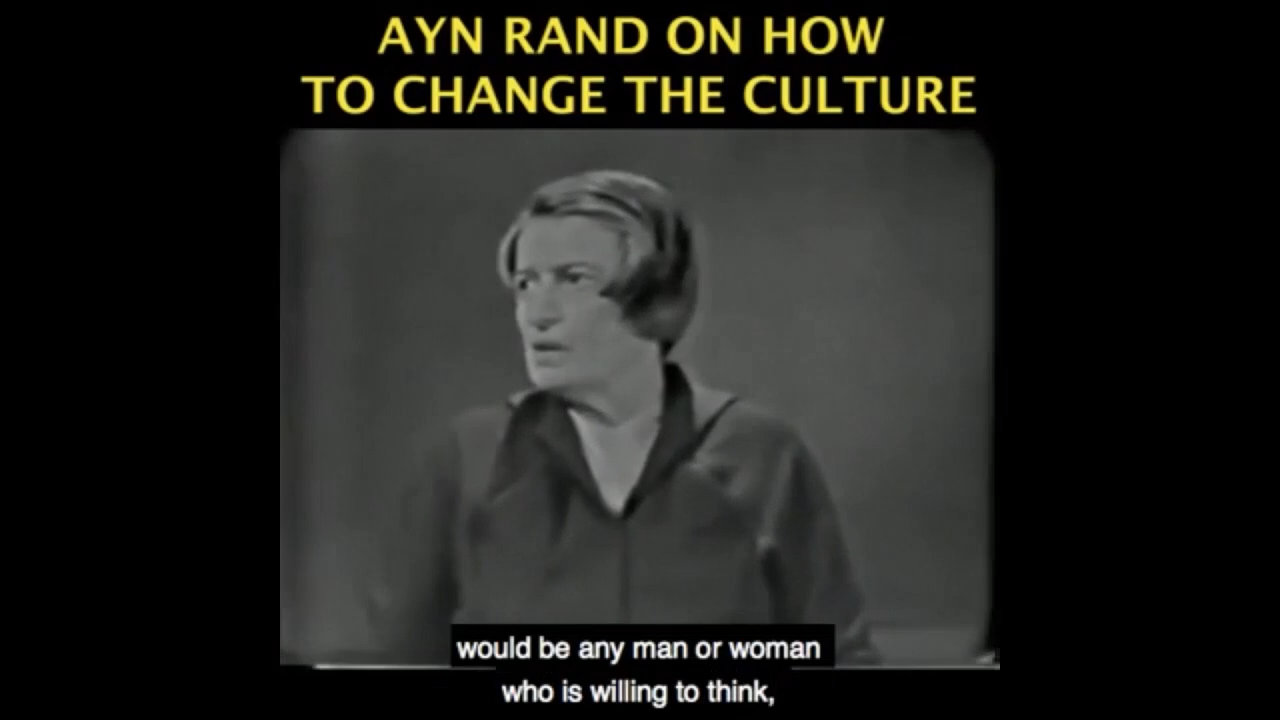 AYN RAND ON HOW
TO CHANGE THE CULTURE
would be any man or woman
who is willing to think,